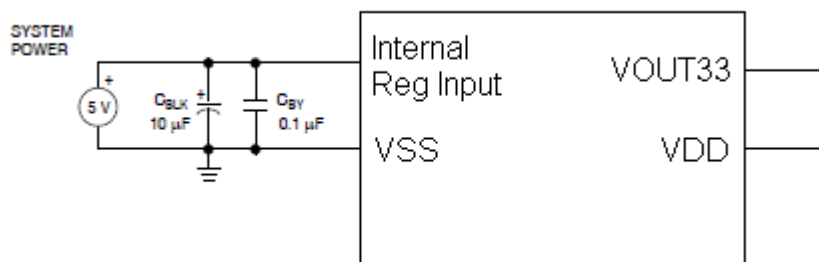 SYSTEM
POWER
+
5 V
CBLK
10 µF
+
CBY
0.1 µF
Internal
Reg Input
VSS
VOUT33
VDD